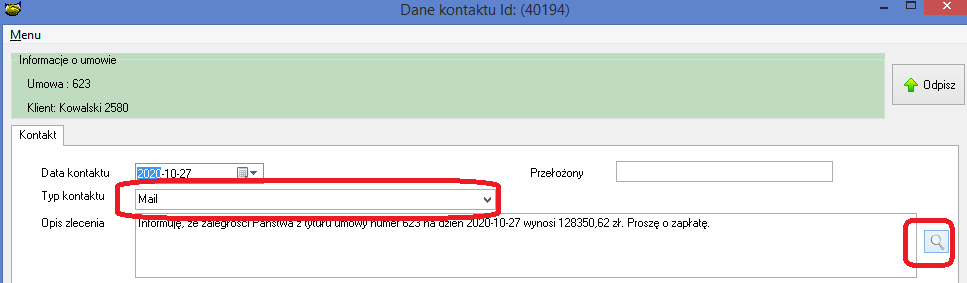 Dane kontaktu Id: (40194)
Menu
Informacje o umowie
Umowa : 623
Klient: Kowalski 2580
Odpisz
Kontakt
Data kontaktu 2020-10-27 Przełożony
Typ kontaktu Mail
Opis zlecenia Informuję, że zaległości Państwa z tytułu umowy numer 623 na dzień 2020-10-27 wynosi 128350,62 zł. Proszę o zapłatę.